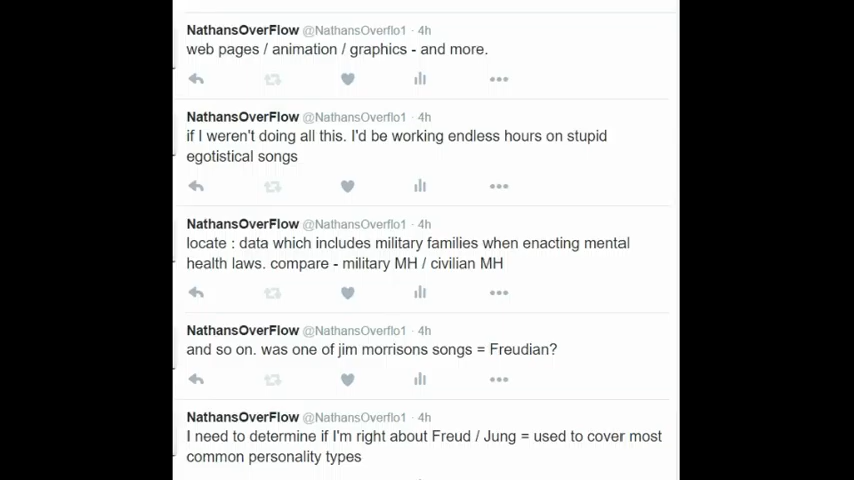 NathansOverFlow @NathansOverflo1 · 4h
web pages / animation / graphics - and more.
NathansOverFlow @NathansOverflo1 · 4h
if I weren't doing all this. I'd be working endless hours on stupid
egotistical songs
NathansOverFlow @NathansOverflo1 · 4h
locate : data which includes military families when enacting mental
health laws. compare - military MH / civilian MH
NathansOverFlow @NathansOverflo1 · 4h
and so on. was one of jim morrisons songs = Freudian?
NathansOverFlow @NathansOverflo1 · 4h
I need to determine if I'm right about Freud / Jung = used to cover most
common personality types